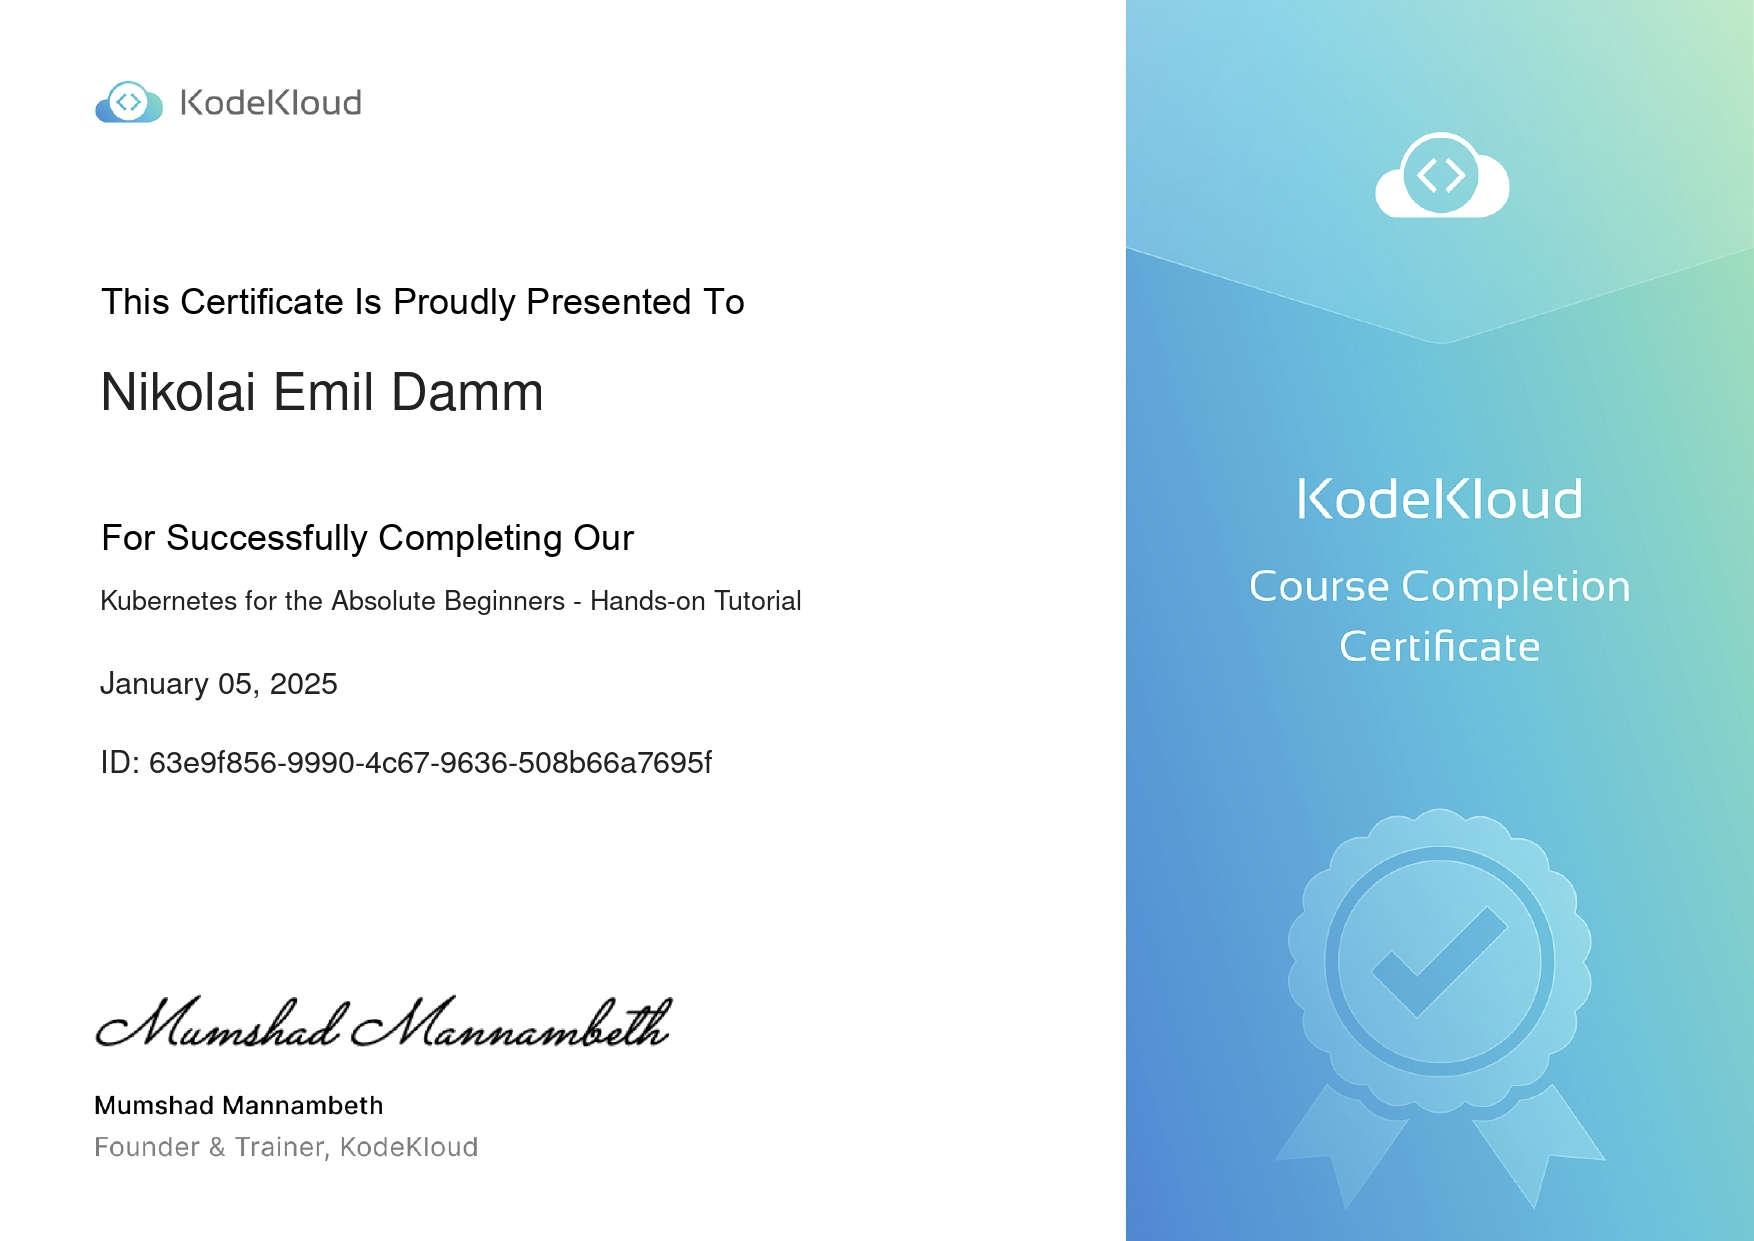 KodeKloud
This Certificate Is Proudly Presented To
Nikolai Emil Damm
For Successfully Completing Our
Kubernetes for the Absolute Beginners - Hands-on Tutorial
January 05, 2025
ID: 63e9f856-9990-4c67-9636-508b66a7695f
Mumshad Mannambeth
Mumshad Mannambeth
Founder & Trainer, KodeKloud
KodeKloud
Course Completion
Certificate